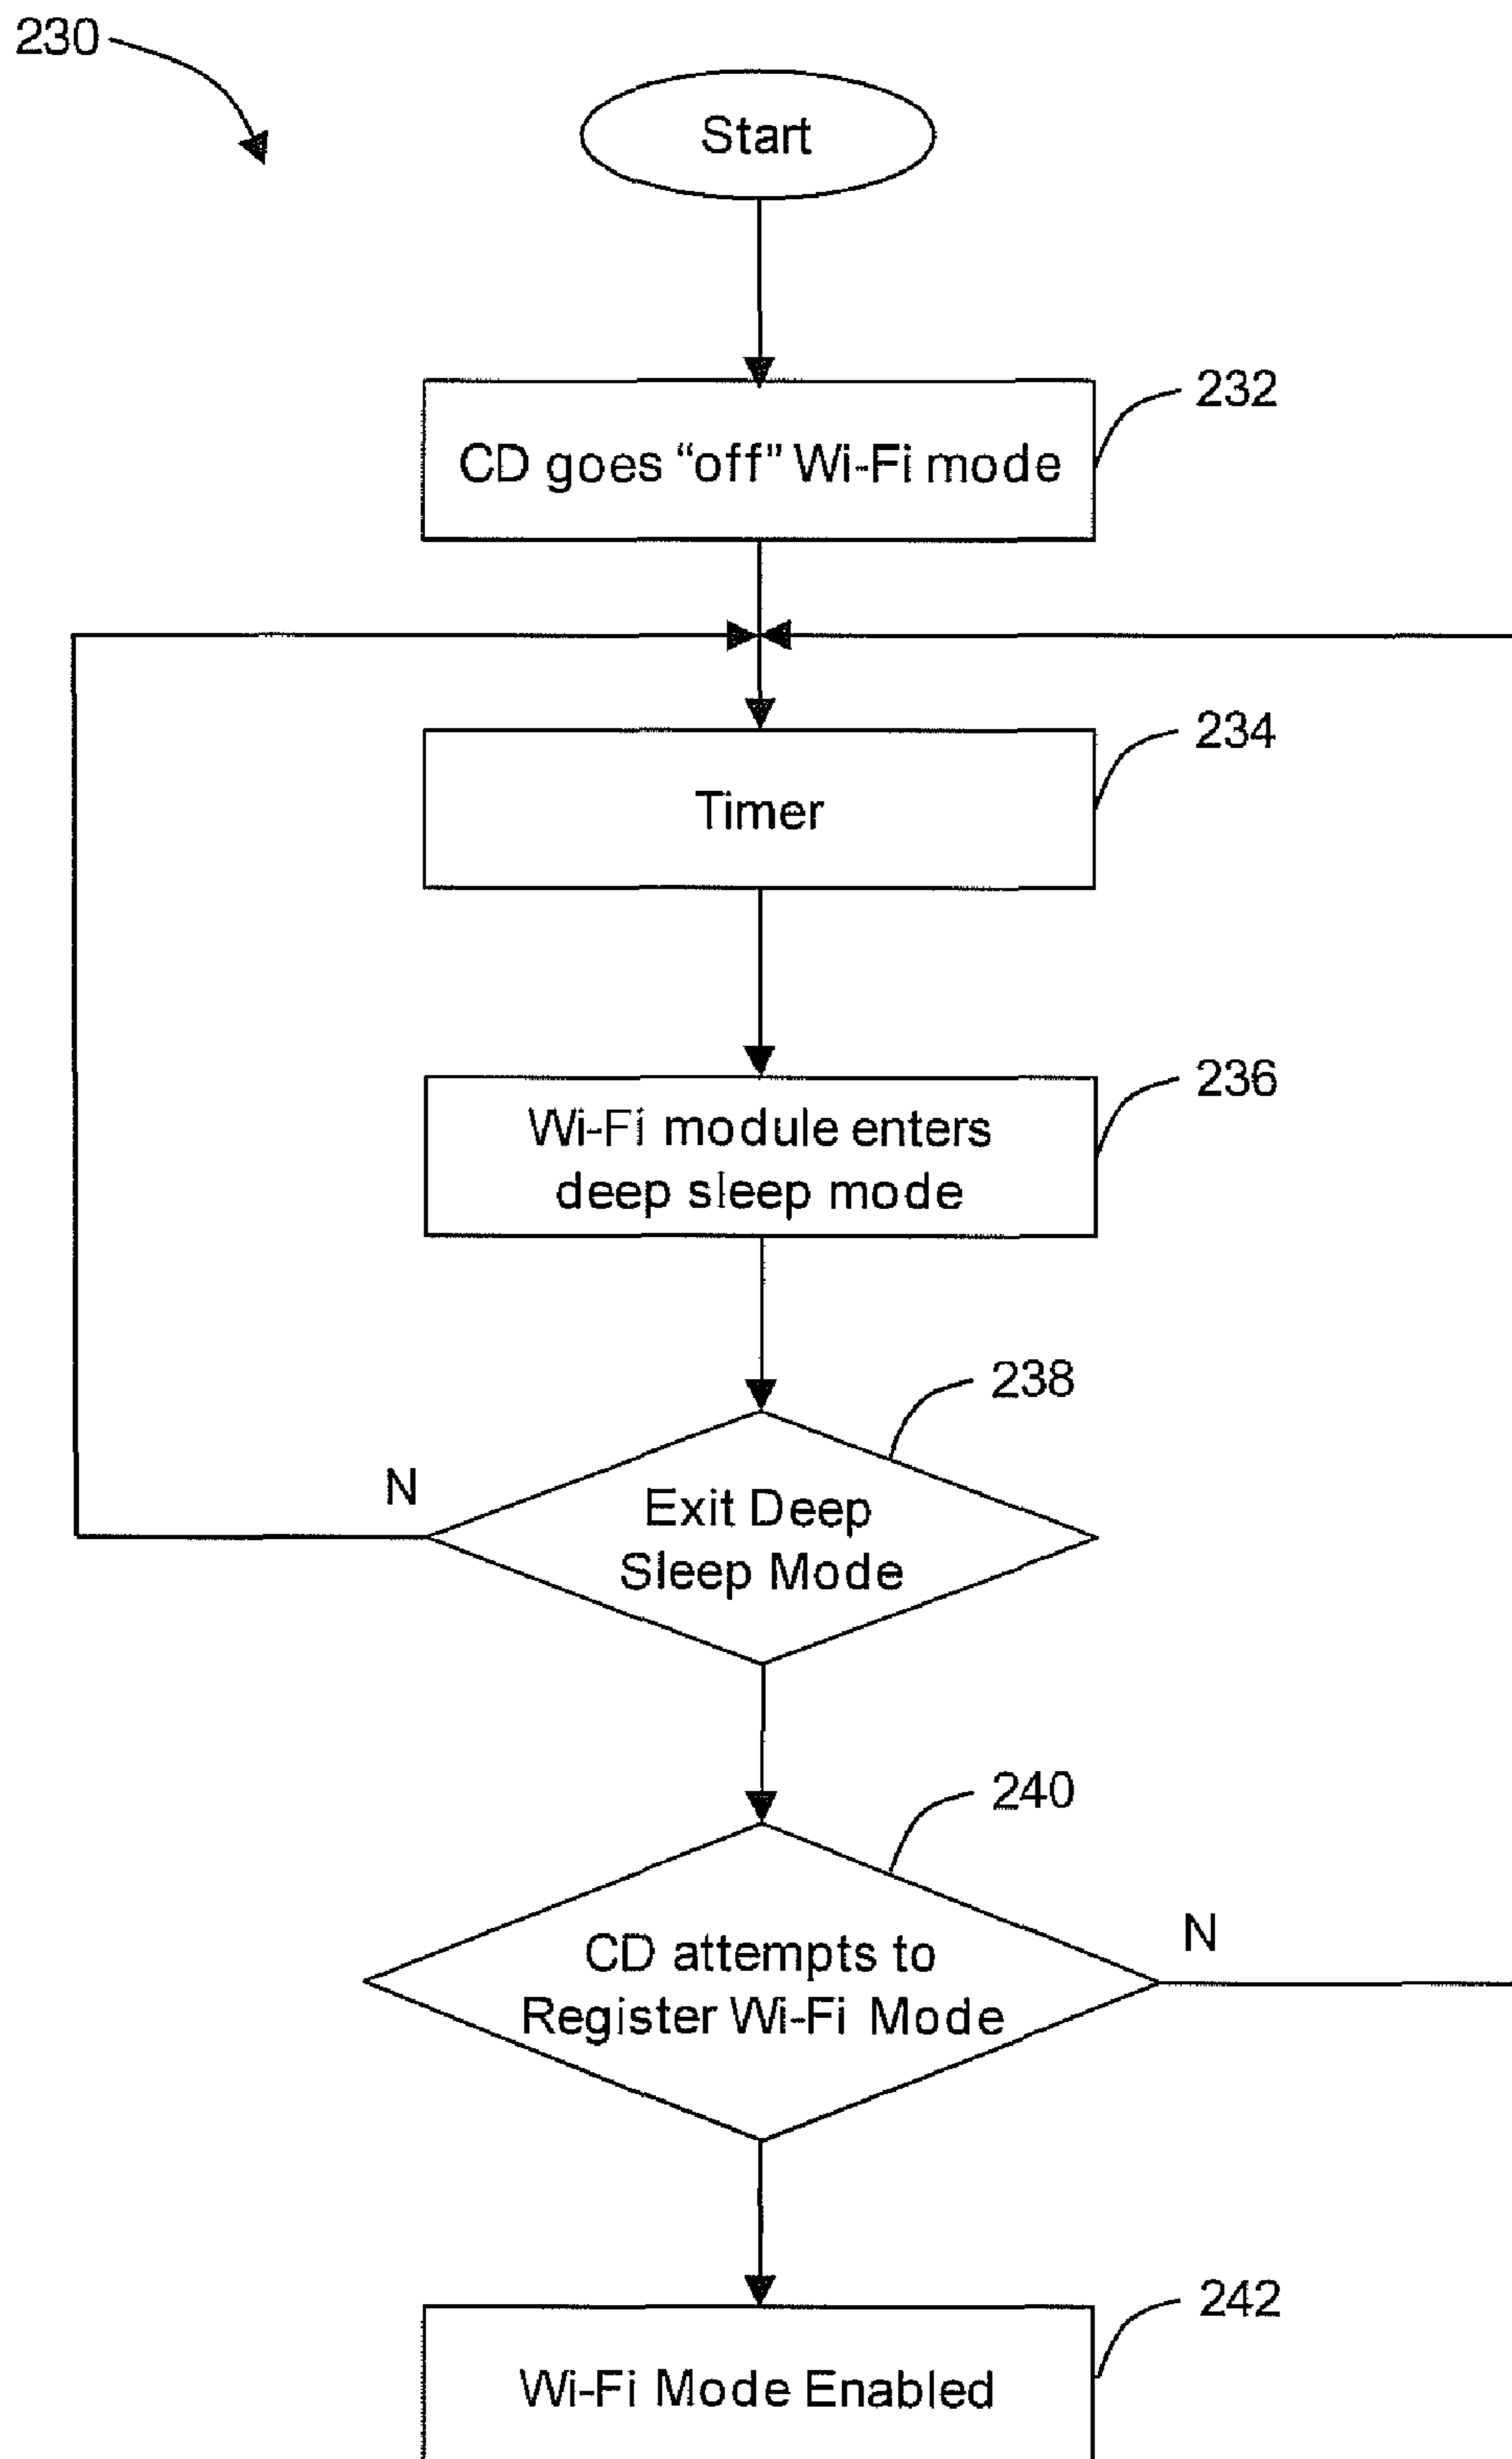 230
Start
CD goes “off” Wi-Fi mode
232
Timer
234
Wi-Fi module enters
deep sleep mode
236
238
N
Exit Deep
Sleep Mode
240
CD attempts to
Register Wi-Fi Mode
N
242
Wi-Fi Mode Enabled